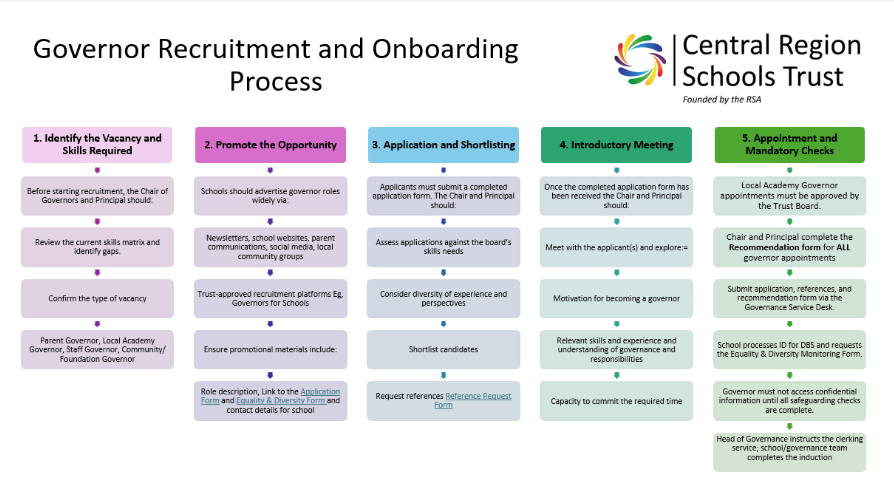 Governor Recruitment and Onboarding
Process
Central Region
Schools Trust
Founded by the RSA
1. Identify the Vacancy and
Skills Required
Before starting recruitment, the Chair of
Governors and Principal should:
Review the current skills matrix and
identify gaps.
Confirm the type of vacancy
Parent Governor, Local Academy
Governor, Staff Governor, Community/
Foundation Governor
2. Promote the Opportunity
Schools should advertise governor roles
widely via:
Newsletters, school websites, parent
communications, social media, local
community groups
Trust-approved recruitment platforms Eg,
Governors for Schools
Ensure promotional materials include:
Role description, Link to the Application
Form and Equality & Diversity Form and
contact details for school
3. Application and Shortlisting
Applicants must submit a completed
application form. The Chair and Principal
should:
Assess applications against the board's
skills needs
Consider diversity of experience and
perspectives
Shortlist candidates
Request references Reference Request
Form
4. Introductory Meeting
Once the completed application form has
been received the Chair and Principal
should:
Meet with the applicant(s) and explore:=
Motivation for becoming a governor
Relevant skills and experience and
understanding of governance and
responsibilities
Capacity to commit the required time
5. Appointment and
Mandatory Checks
Local Academy Governor
appointments must be approved by
the Trust Board.
Chair and Principal complete the
Recommendation form for ALL
governor appointments
Submit application, references, and
recommendation form via the
Governance Service Desk.
School processes ID for DBS and requests
the Equality & Diversity Monitoring Form.
Governor must not access confidential
information until all safeguarding checks
are complete.
Head of Governance instructs the clerking
service; school/governance team
completes the induction